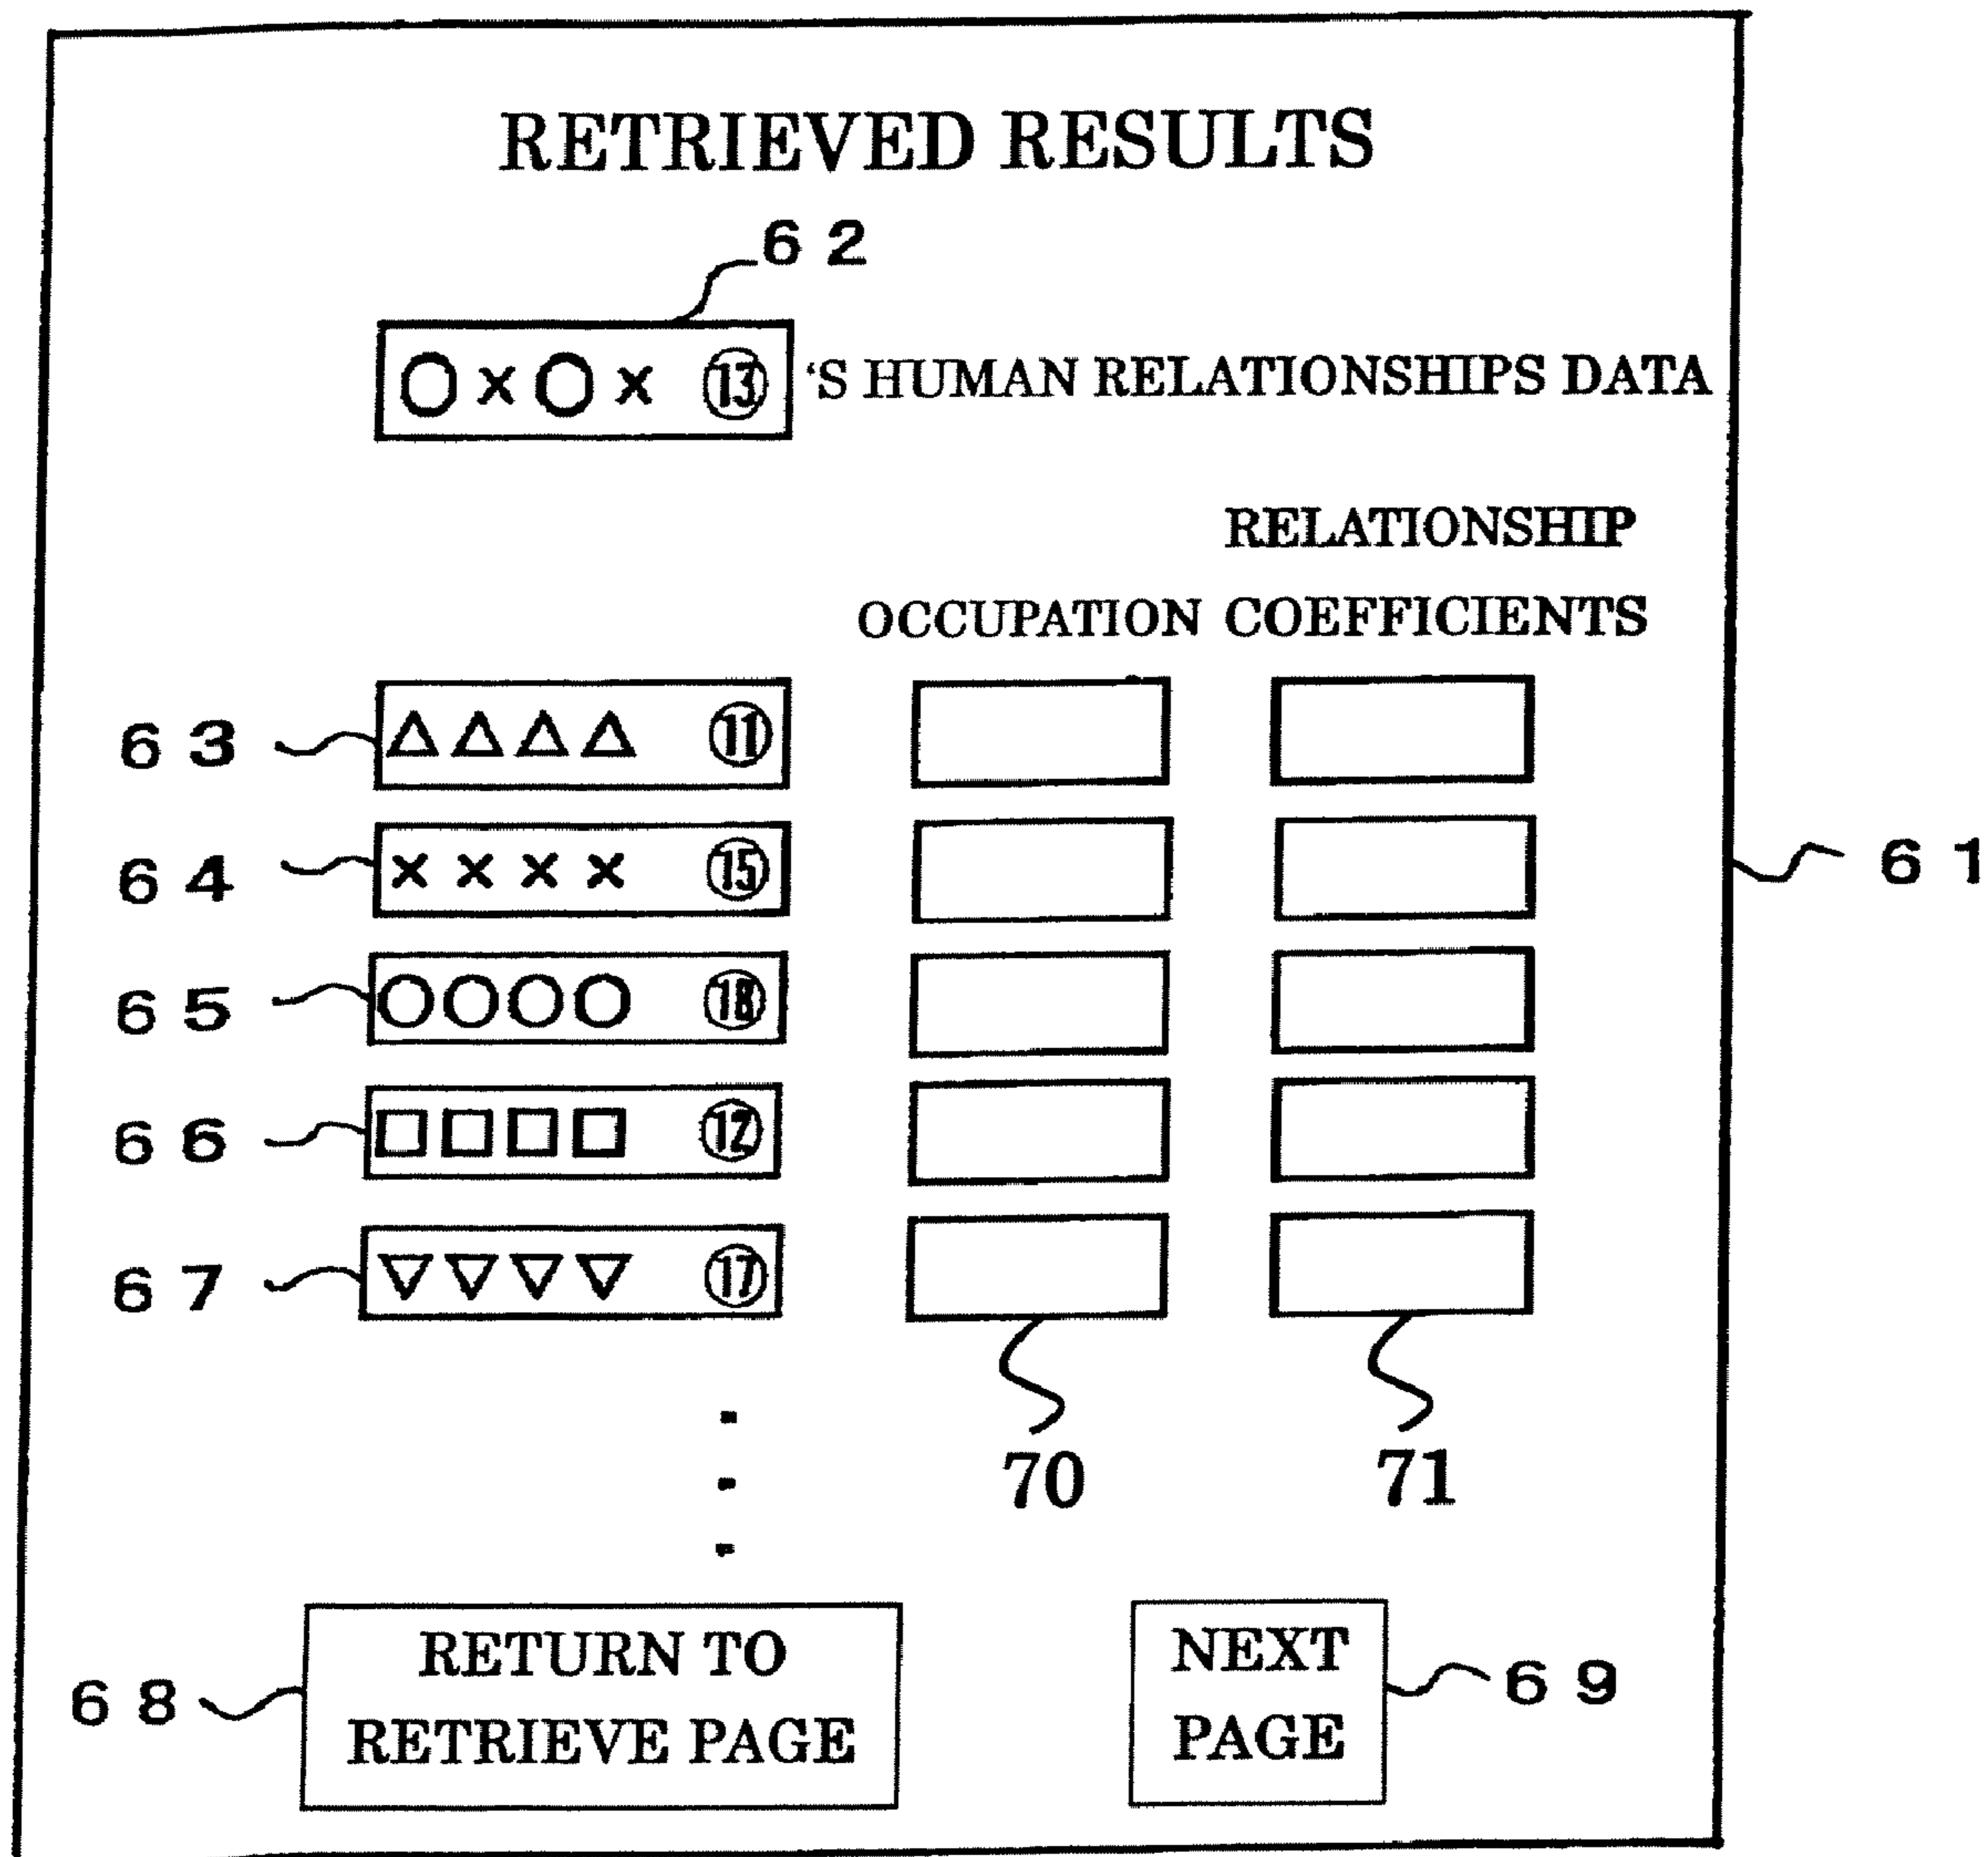 RETRIEVED RESULTS
62
○×○× ⑬ 'S HUMAN RELATIONSHIPS DATA
RELATIONSHIP
OCCUPATION COEFFICIENTS
63 △△△△ ⑪
64 ×××× ⑮ 61
65 ○○○○ ⑱
66 □□□□ ⑫
67 ▽▽▽▽ ⑰
70 71
68 RETURN TO RETRIEVE PAGE
NEXT PAGE 69